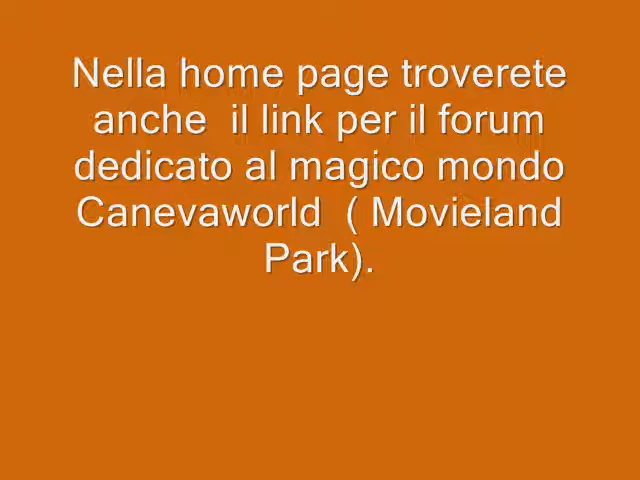 Nella home page troverete
anche  il link per il forum
dedicato al magico mondo
Canevaworld  ( Movieland
Park).